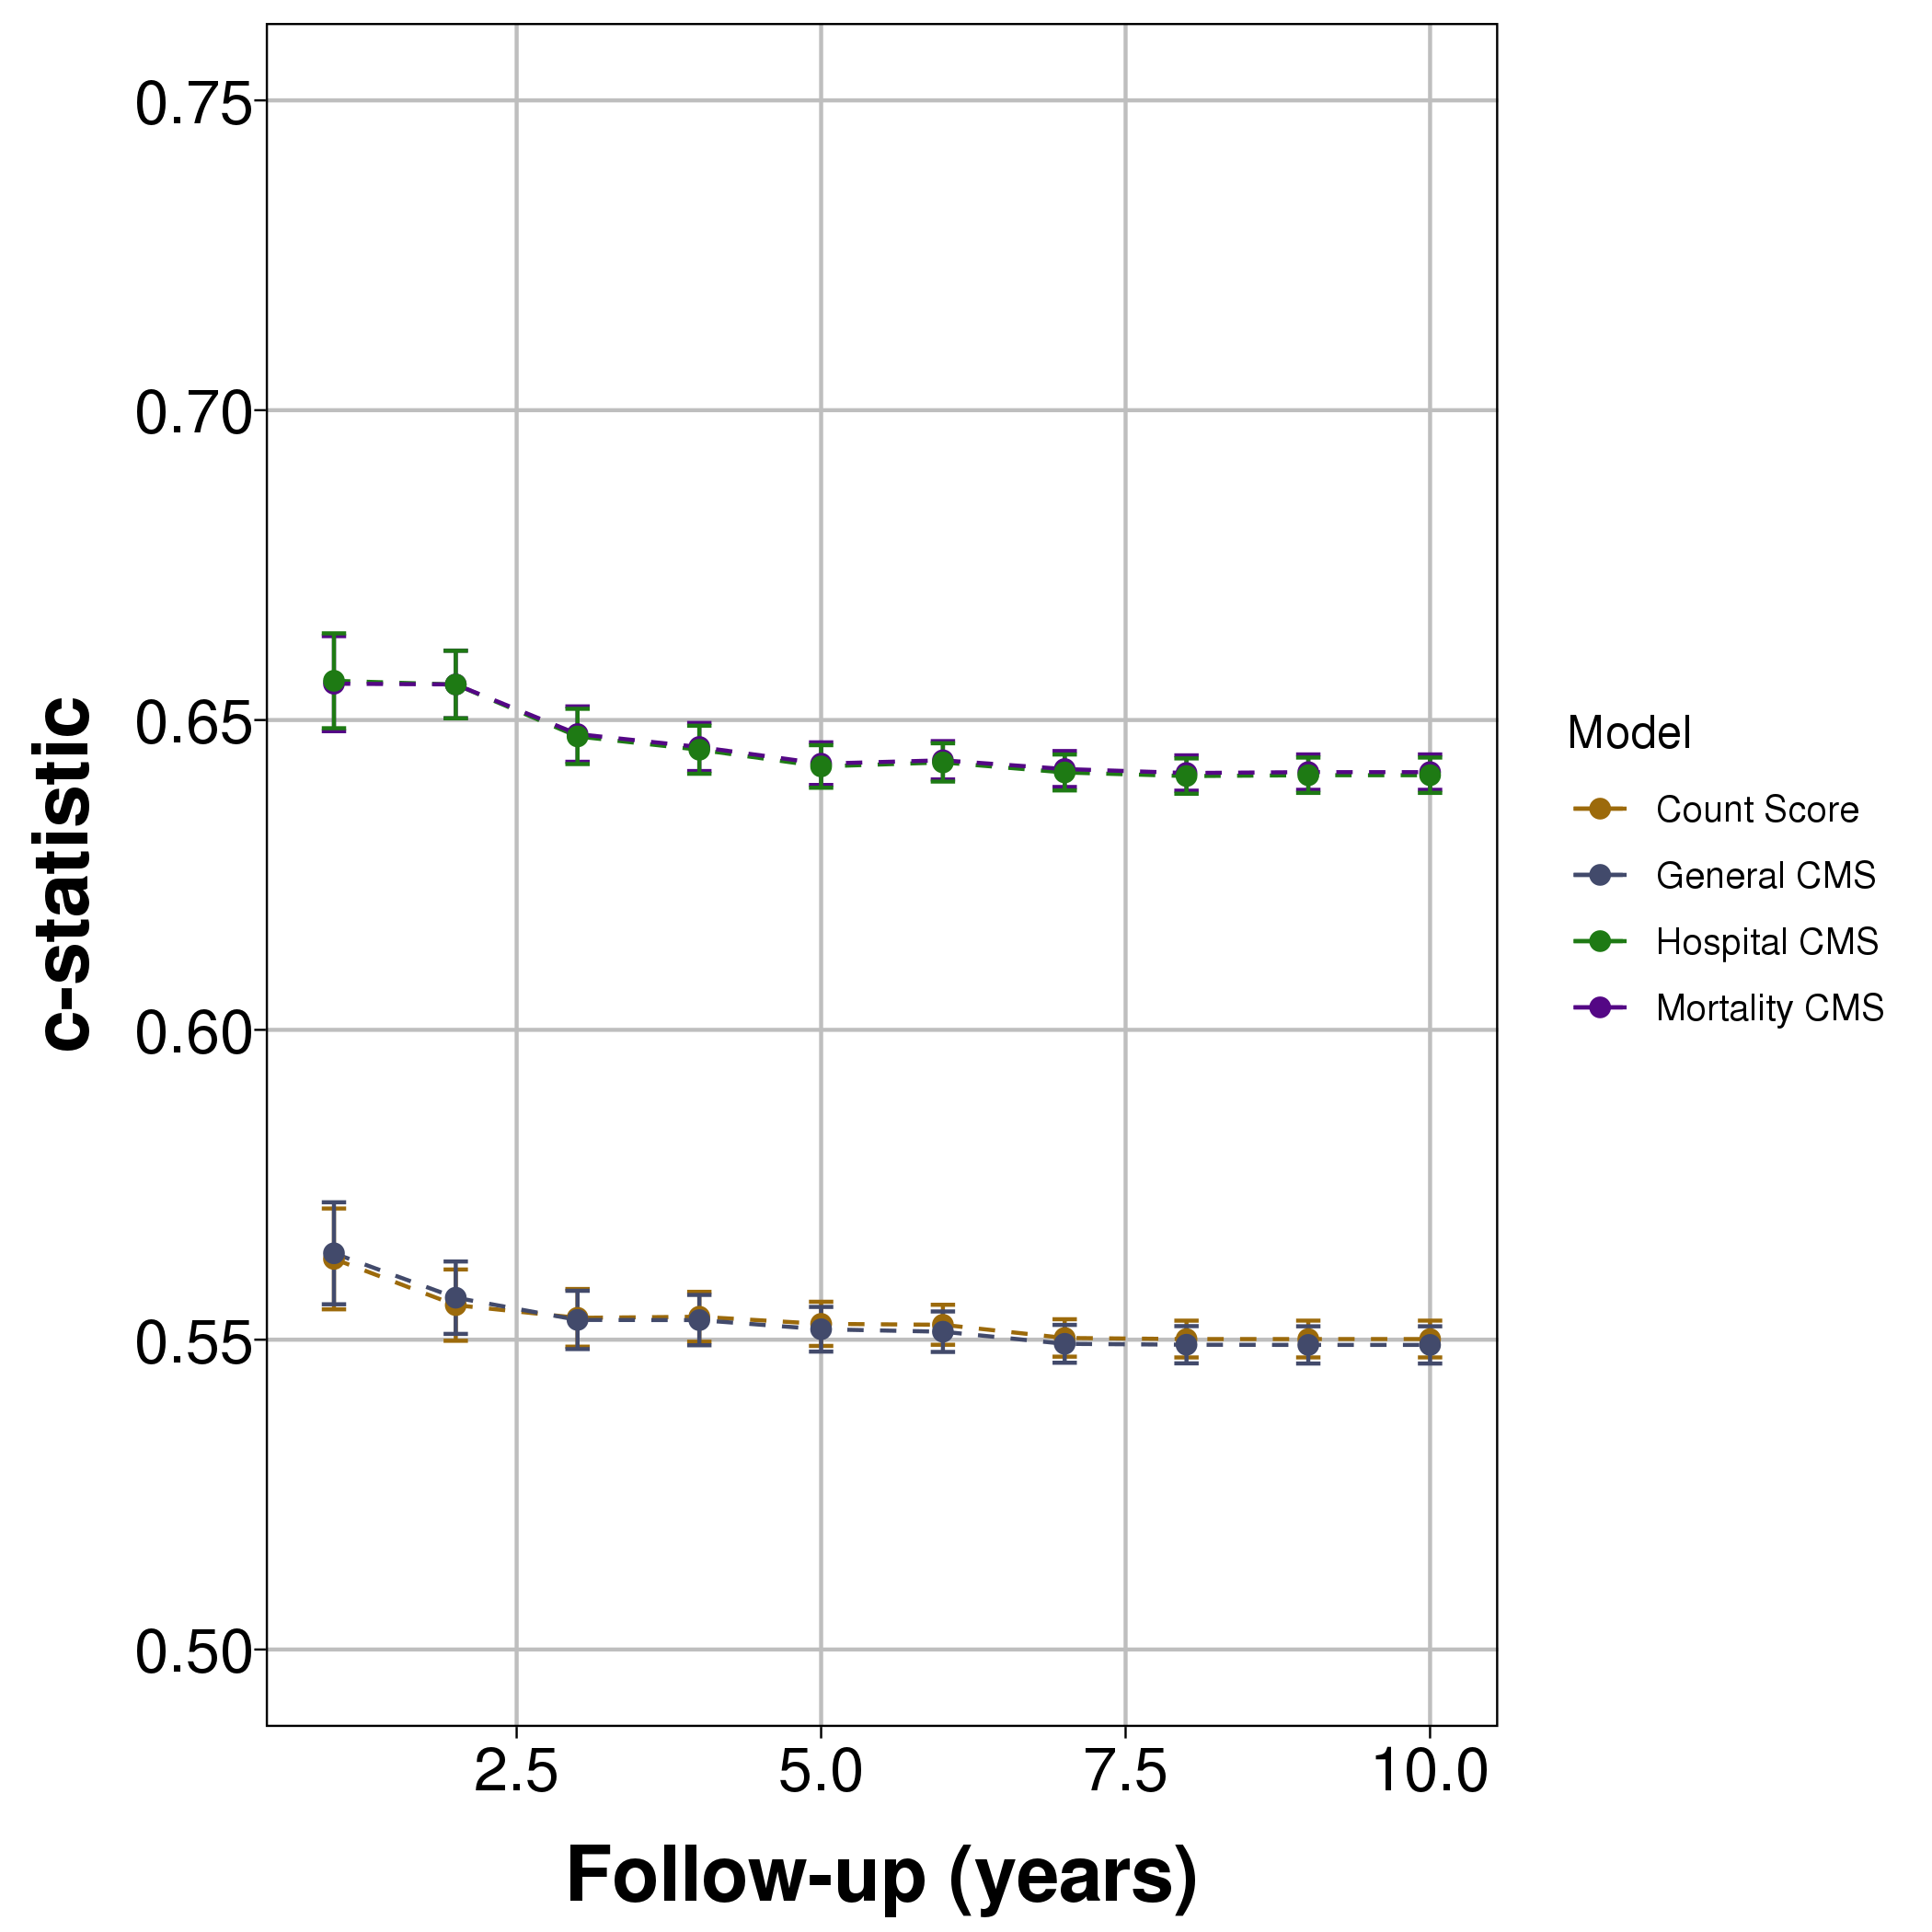 0.75
0.70
0.65
0.60
0.55
0.50
c-statistic
2.5 5.0 7.5 10.0
Follow-up (years)
Model
Count Score
General CMS
Hospital CMS
Mortality CMS